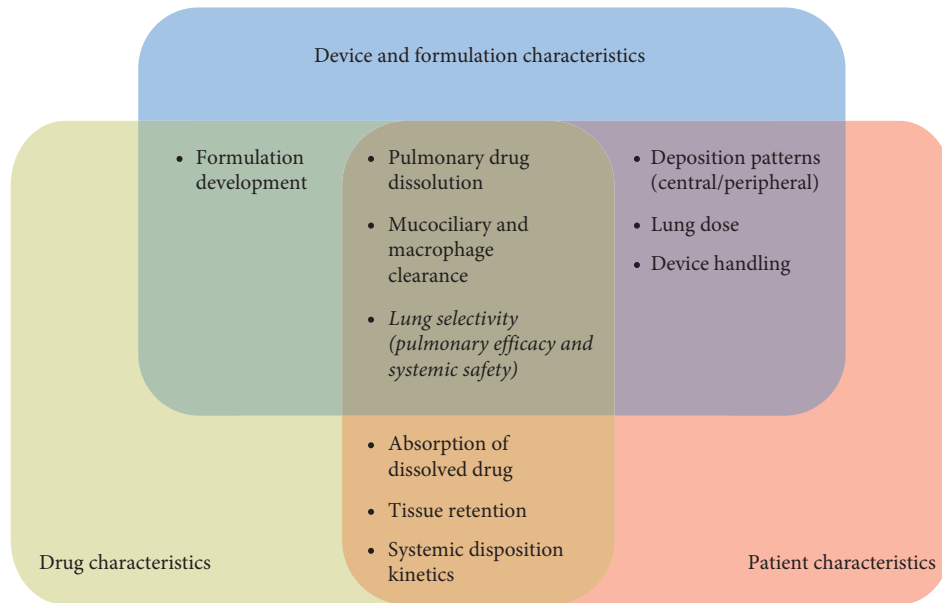 Device and formulation characteristics
• Formulation
development
• Pulmonary drug
dissolution
• Mucociliary and
macrophage
clearance
• Lung selectivity
(pulmonary efficacy and
systemic safety)
• Deposition patterns
(central/peripheral)
• Lung dose
• Device handling
• Absorption of
dissolved drug
• Tissue retention
• Systemic disposition
kinetics
Drug characteristics
Patient characteristics